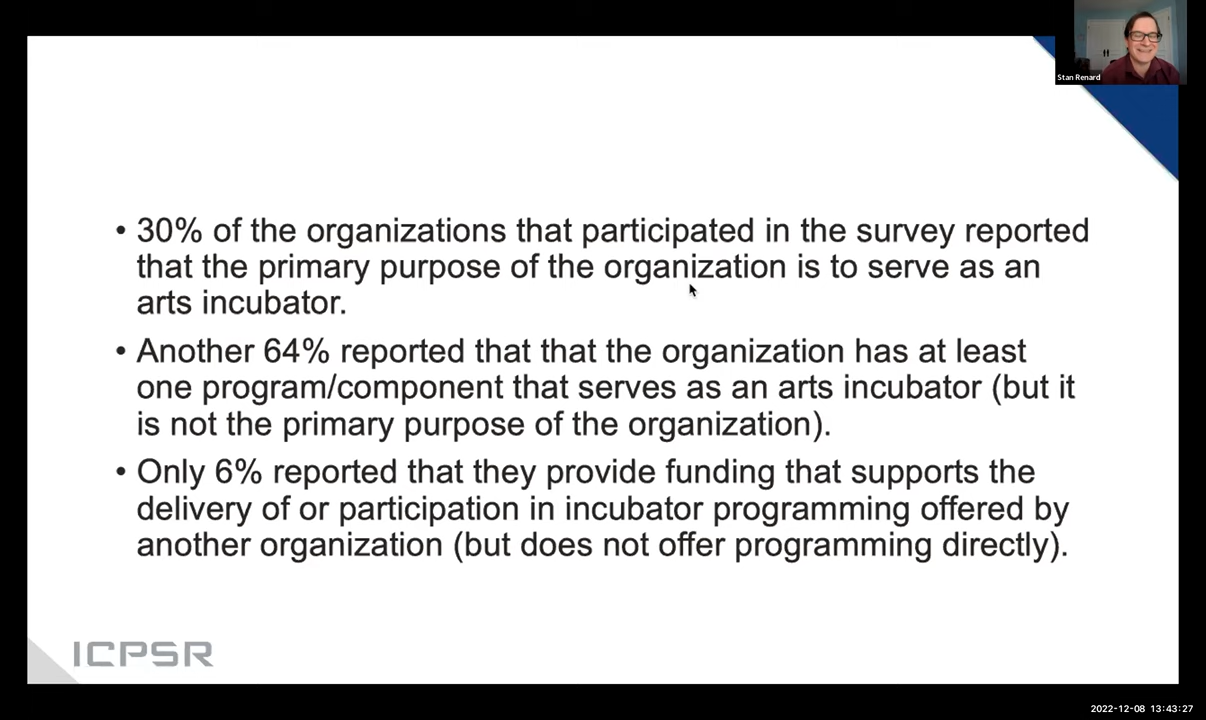 Stan Renard
• 30% of the organizations that participated in the survey reported
that the primary purpose of the organization is to serve as an
arts incubator.
• Another 64% reported that that the organization has at least
one program/component that serves as an arts incubator (but it
is not the primary purpose of the organization).
• Only 6% reported that they provide funding that supports the
delivery of or participation in incubator programming offered by
another organization (but does not offer programming directly).
ICPSR
2022-12-08 13:43:27